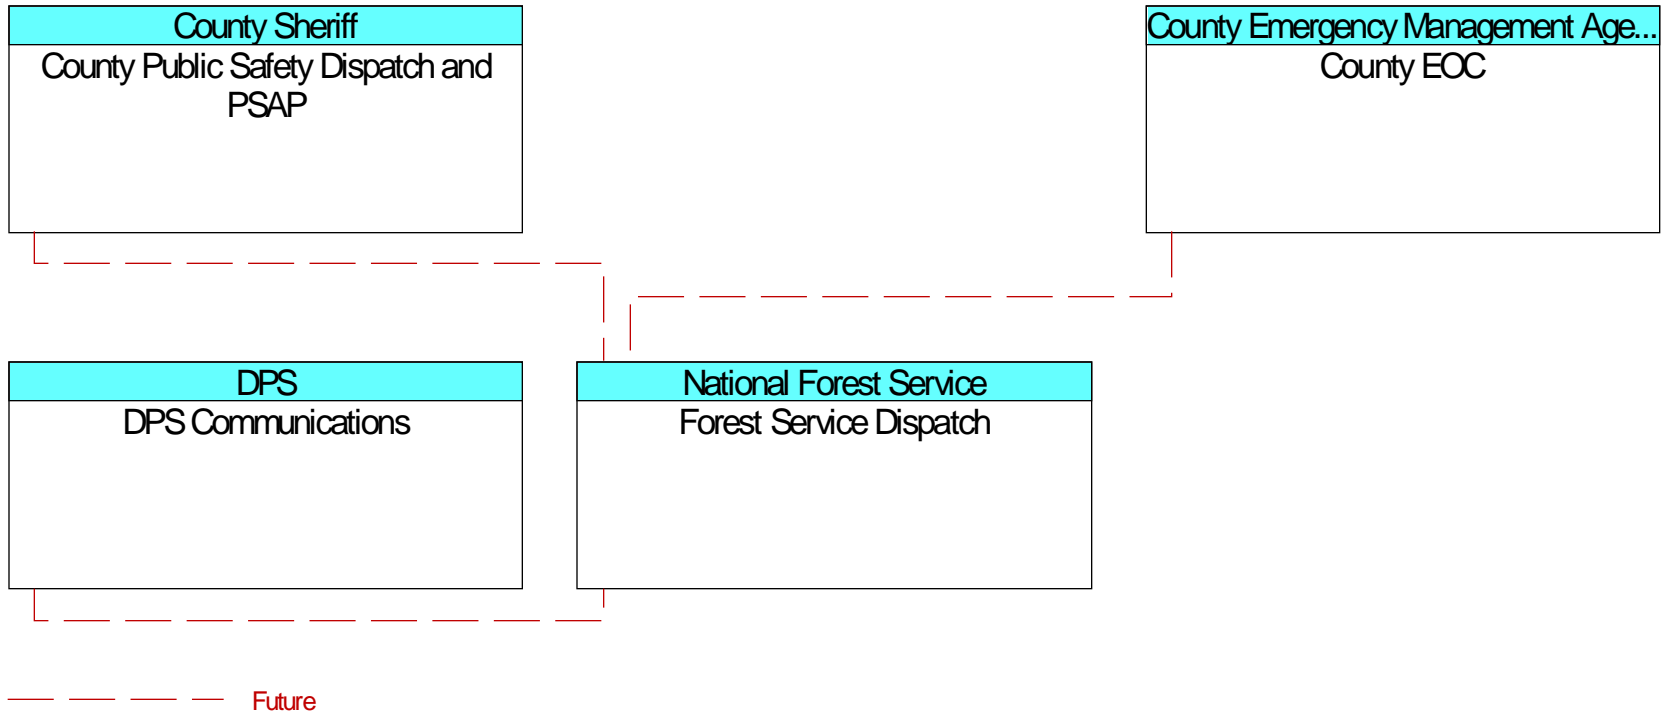 County Sheriff
County Public Safety Dispatch and
PSAP
County Emergency Management Age...
County EOC
DPS
DPS Communications
National Forest Service
Forest Service Dispatch
Future